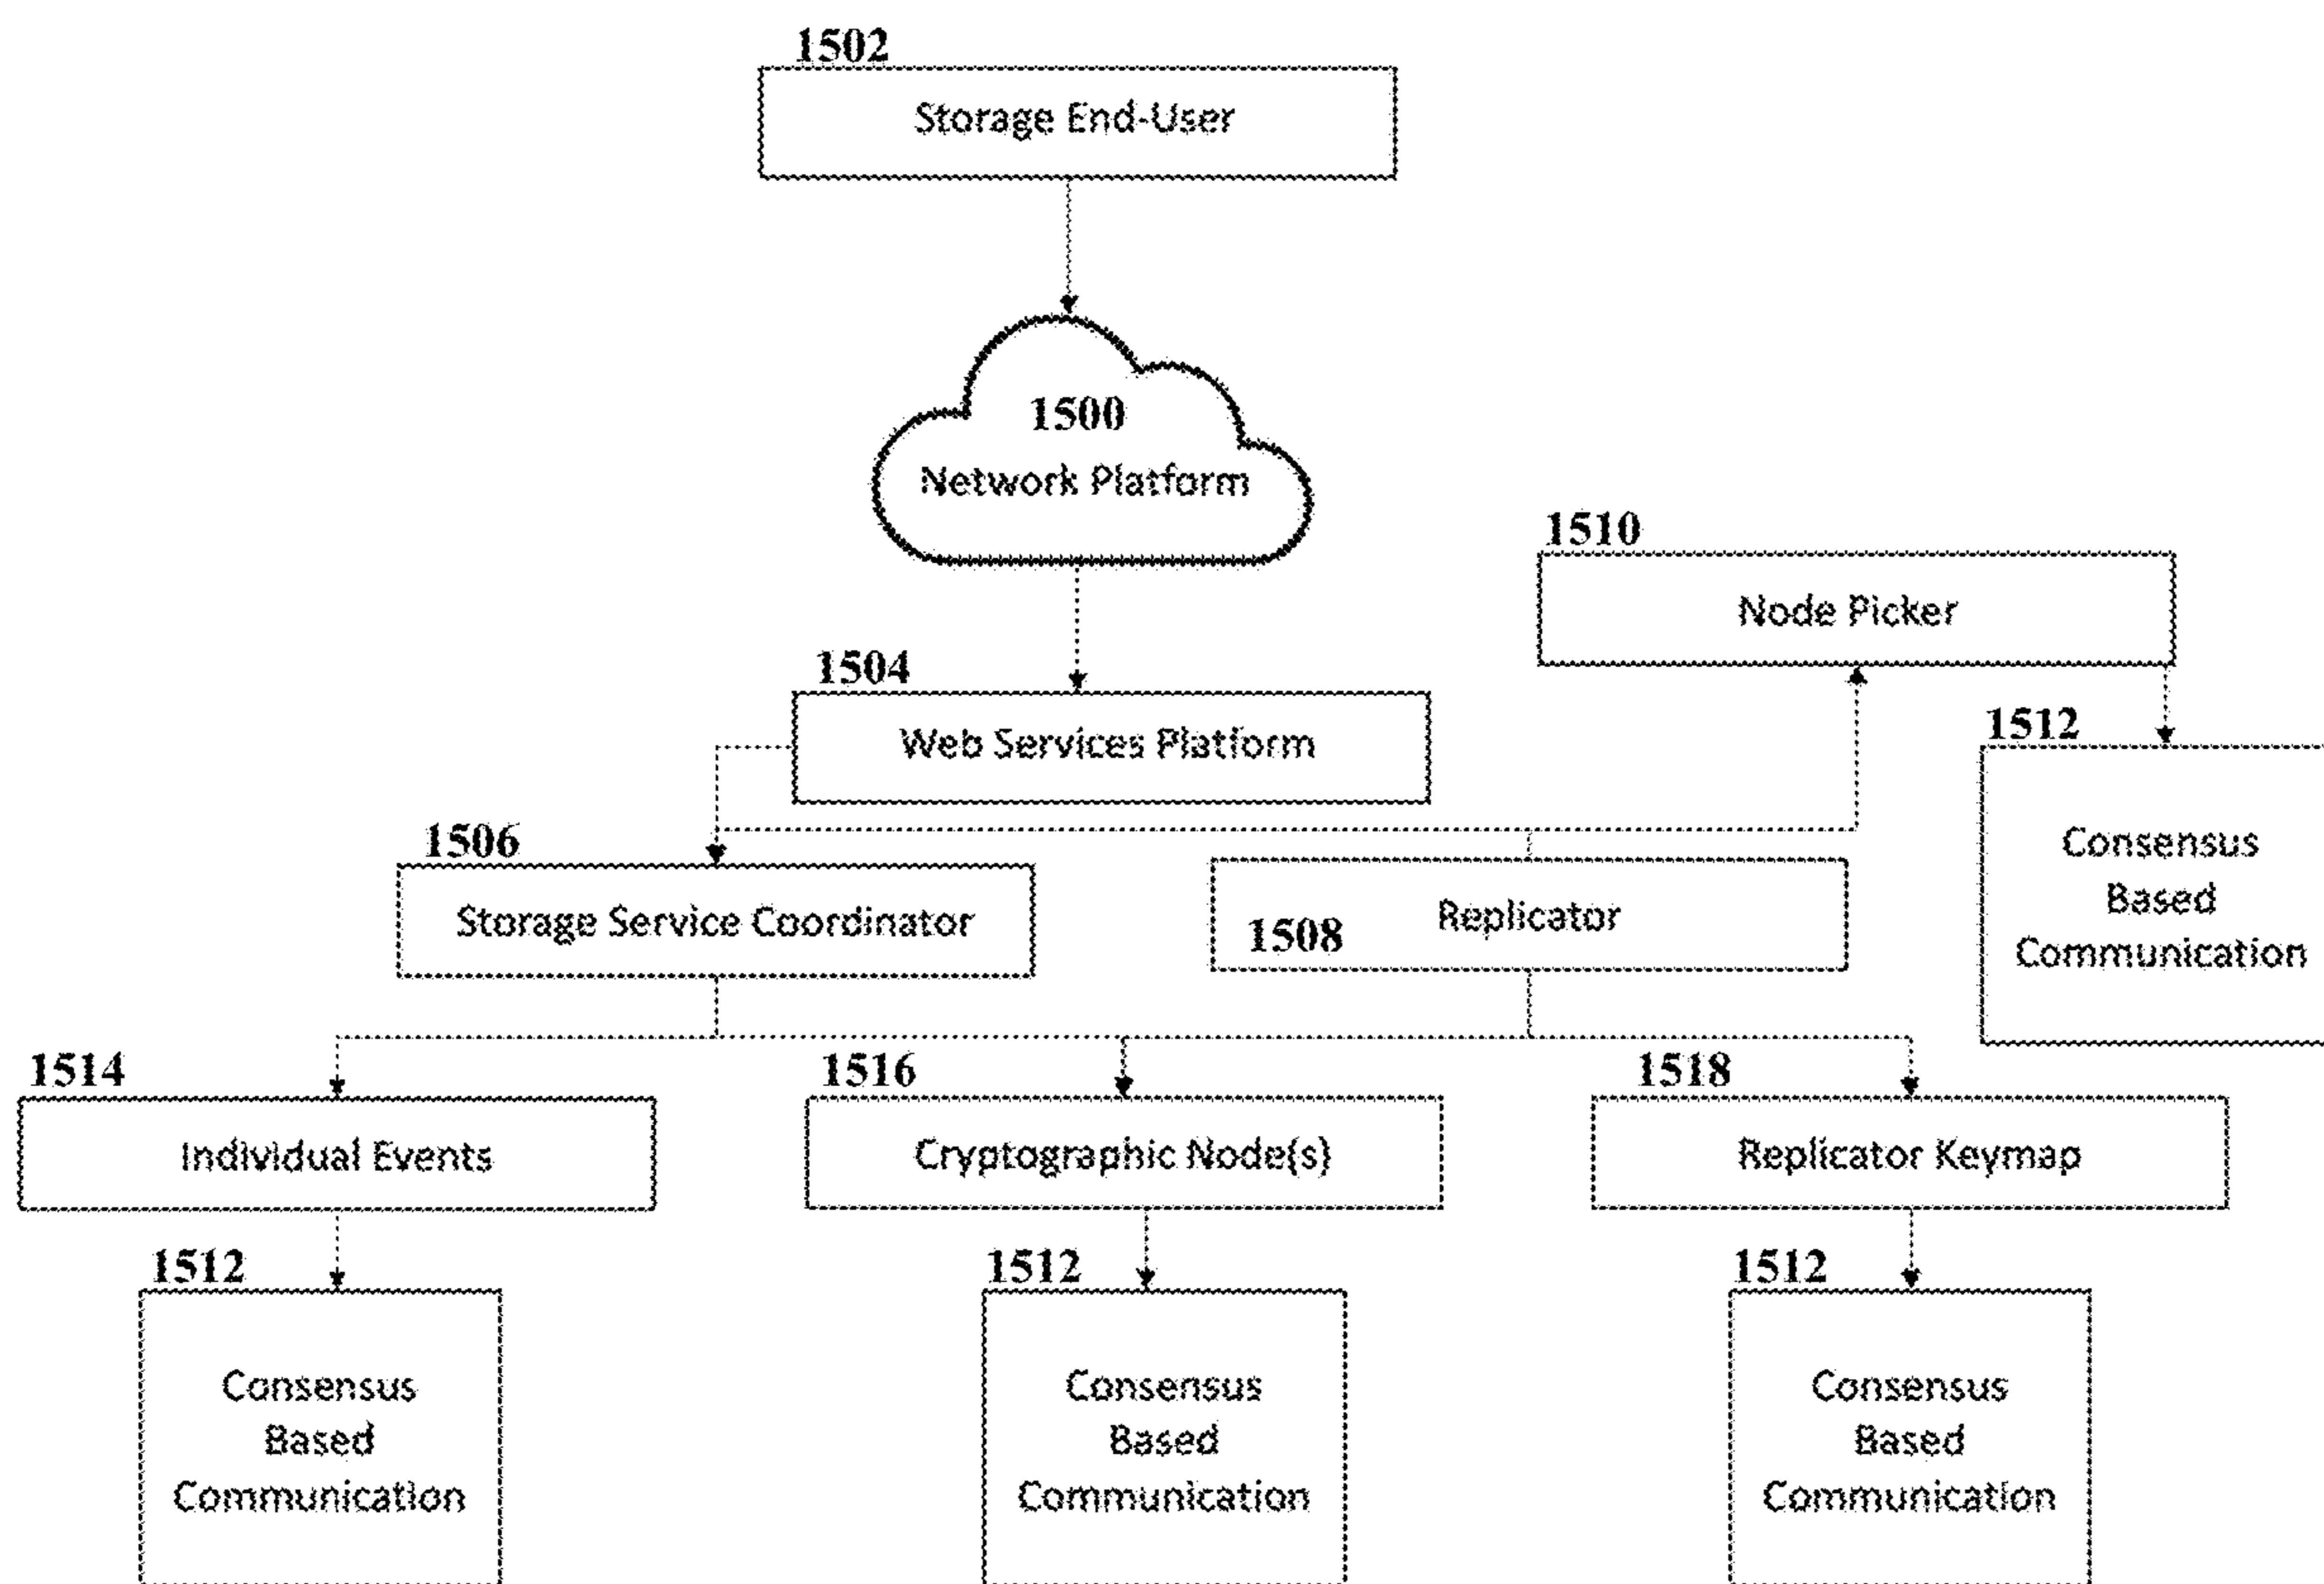 1502
Storage End-User
1500
Network Platform
1510
Node Picker
1504
Web Services Platform
1512
Consensus
Based
Communication
1506
Storage Service Coordinator
1508
Replicator
1514
Individual Events
1516
Cryptographic Node(s)
1518
Replicator Keymap
1512
Consensus
Based
Communication
1512
Consensus
Based
Communication
1512
Consensus
Based
Communication